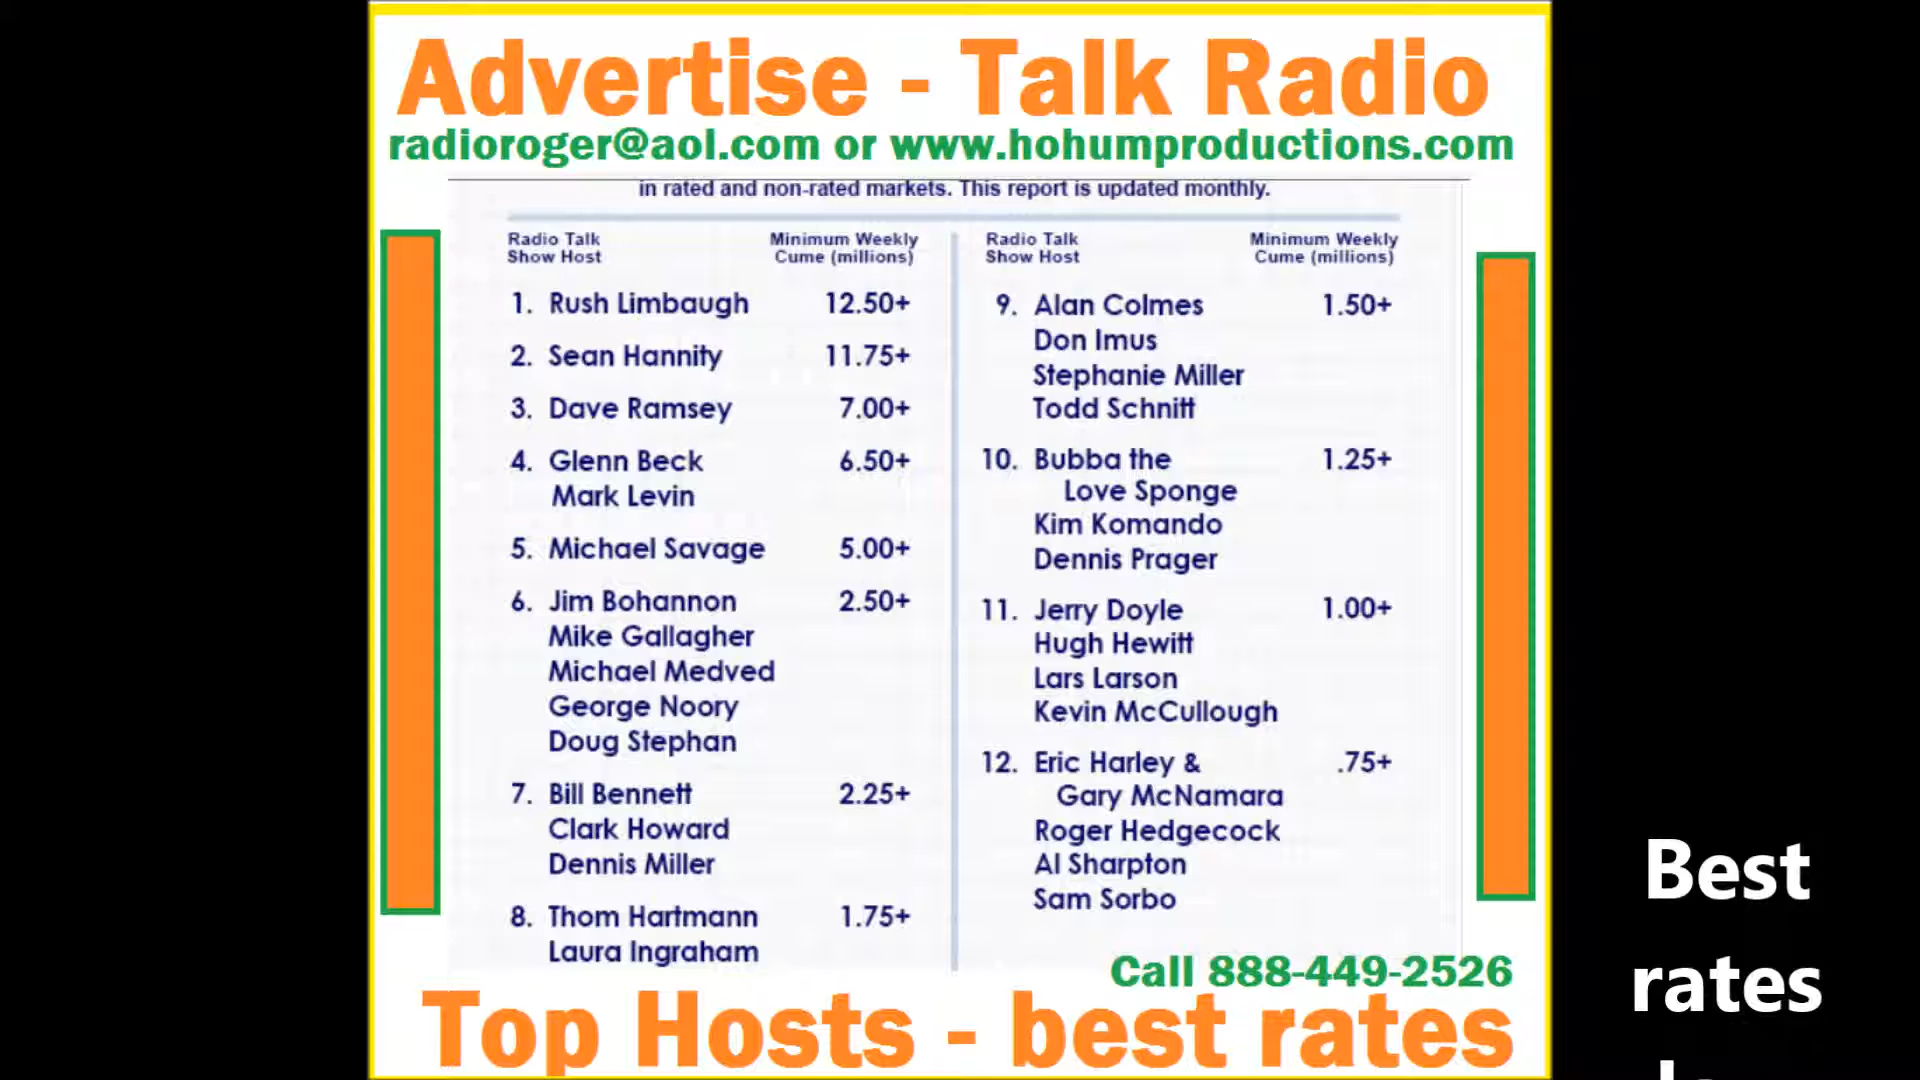 Advertise - Talk Radio
radioroger@aol.com or www.hohumproductions.com
in rated and non-rated markets. This report is updated monthly.
Radio Talk Show Host Minimum Weekly Cume (millions)
1. Rush Limbaugh 12.50+
2. Sean Hannity 11.75+
3. Dave Ramsey 7.00+
4. Glenn Beck 6.50+
Mark Levin
5. Michael Savage 5.00+
6. Jim Bohannon 2.50+
Mike Gallagher
Michael Medved
George Noory
Doug Stephan
7. Bill Bennett 2.25+
Clark Howard
Dennis Miller
8. Thom Hartmann 1.75+
Laura Ingraham
Radio Talk Show Host Minimum Weekly Cume (millions)
9. Alan Colmes 1.50+
Don Imus
Stephanie Miller
Todd Schnitt
10. Bubba the 1.25+
Love Sponge
Kim Komando
Dennis Prager
11. Jerry Doyle 1.00+
Hugh Hewitt
Lars Larson
Kevin McCullough
12. Eric Harley & .75+
Gary McNamara
Roger Hedgecock
Al Sharpton
Sam Sorbo
Call 888-449-2526
Top Hosts - best rates
Best
rates